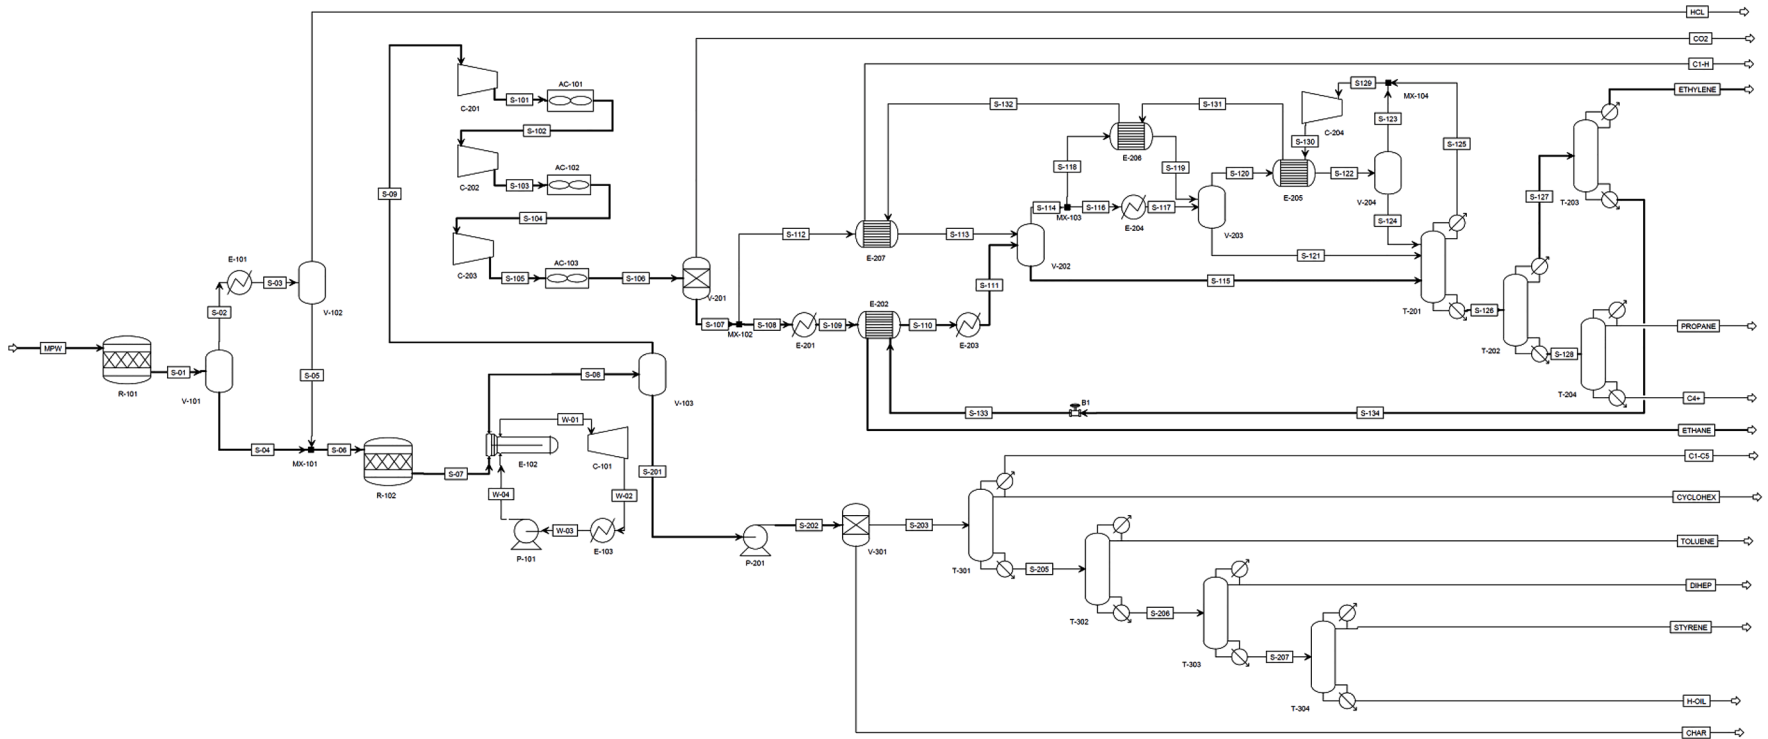 HCL
CO2
C1-H
ETHYLENE
C-201
S-101
AC-101
S-102
C-202
S-103
AC-102
S-104
C-203
S-105
AC-103
S-106
S-09
V-201
S-107
MX-102
S-108
E-201
S-109
E-202
S-110
E-203
S-111
S-112
E-207
S-113
V-202
S-114
MX-103
S-115
S-116
E-204
S-117
S-118
E-206
S-119
S-132
S-131
V-203
S-120
S-121
E-205
S-122
S-130
C-204
S129
MX-104
S-123
V-204
S-124
S-125
T-201
S-126
T-202
S-127
T-203
S-128
T-204
PROPANE
C4+
S-133
B1
S-134
ETHANE
MPW
R-101
S-01
V-101
S-02
E-101
S-03
V-102
S-05
S-04
MX-101
S-06
R-102
S-07
S-08
V-103
E-102
W-01
C-101
W-02
E-103
W-03
P-101
W-04
S-201
P-201
S-202
V-301
S-203
T-301
C1-C5
CYCLOHEX
S-205
T-302
TOLUENE
S-206
T-303
DIHEP
S-207
T-304
STYRENE
H-OIL
CHAR